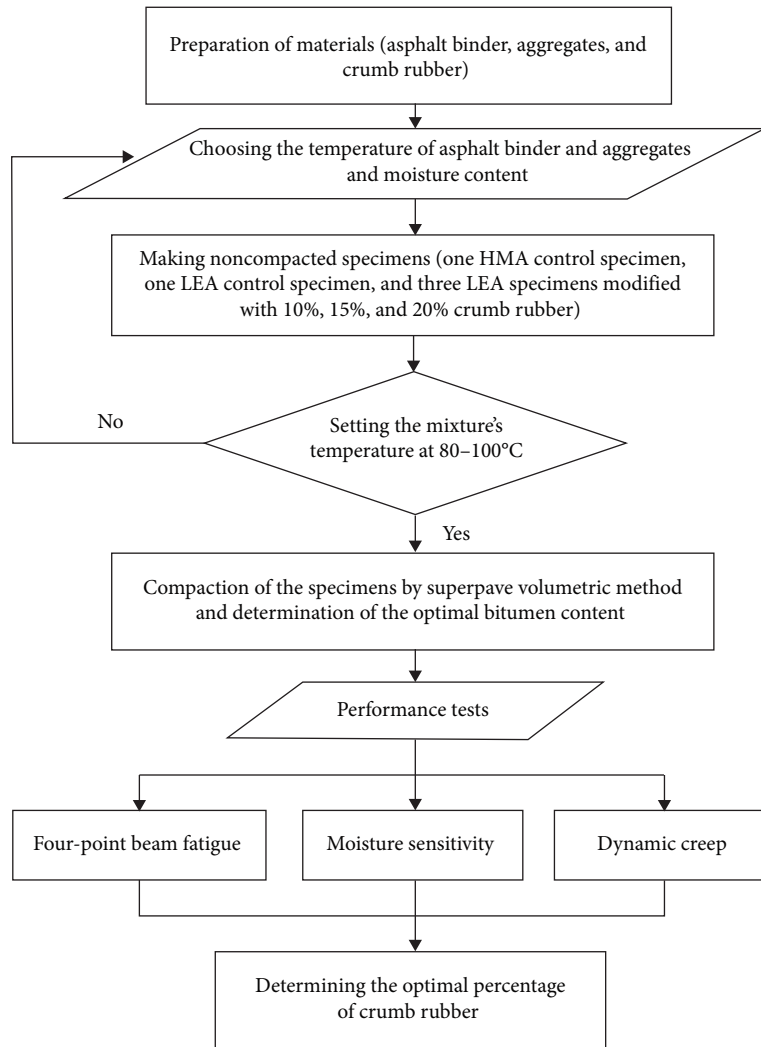 Preparation of materials (asphalt binder, aggregates, and
crumb rubber)
Choosing the temperature of asphalt binder and aggregates
and moisture content
Making noncompacted specimens (one HMA control specimen,
one LEA control specimen, and three LEA specimens modified
with 10%, 15%, and 20% crumb rubber)
No
Setting the mixture's
temperature at 80–100°C
Yes
Compaction of the specimens by superpave volumetric method
and determination of the optimal bitumen content
Performance tests
Four-point beam fatigue
Moisture sensitivity
Dynamic creep
Determining the optimal percentage
of crumb rubber